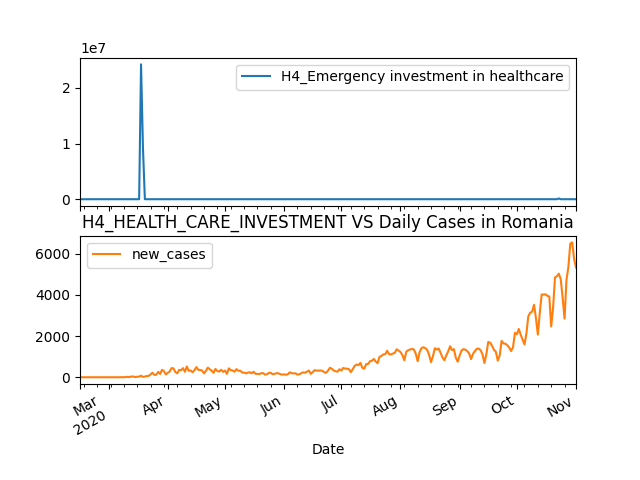 1e7
H4_Emergency investment in healthcare
2
1
0
H4_HEALTH_CARE_INVESTMENT VS Daily Cases in Romania
new_cases
6000
4000
2000
0
Mar
2020
Apr
May
Jun
Jul
Aug
Sep
Oct
Nov
Date